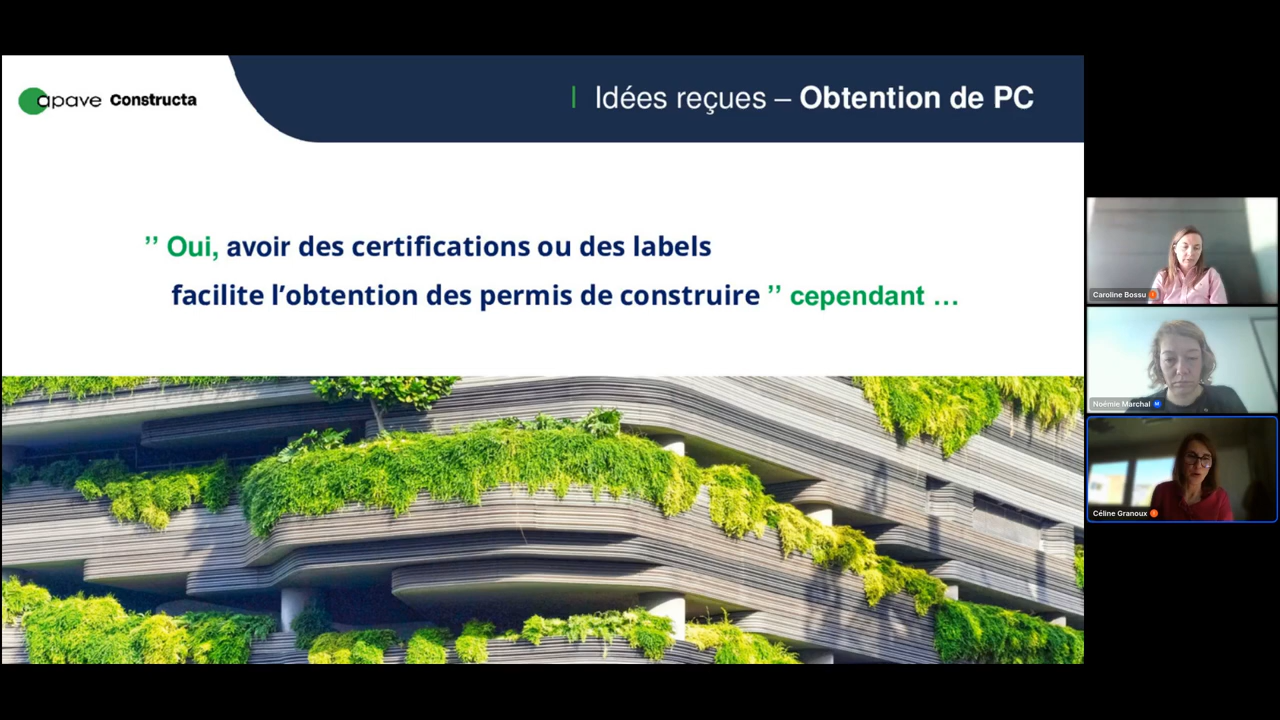 apave Constructa
| Idées reçues – Obtention de PC
’’ Oui, avoir des certifications ou des labels
facilite l’obtention des permis de construire ’’ cependant …
Caroline Bossu
Noémie Marchal
Céline Granoux